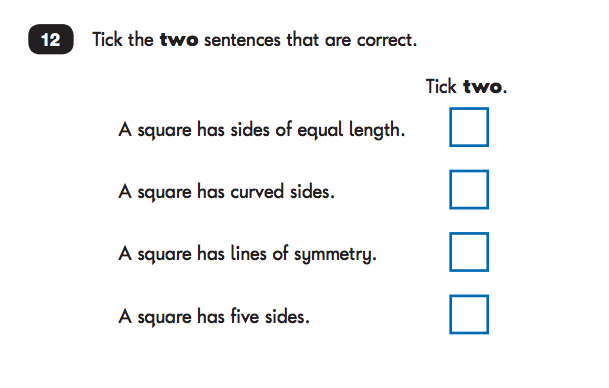 12 Tick the two sentences that are correct.
Tick two.
A square has sides of equal length.
A square has curved sides.
A square has lines of symmetry.
A square has five sides.